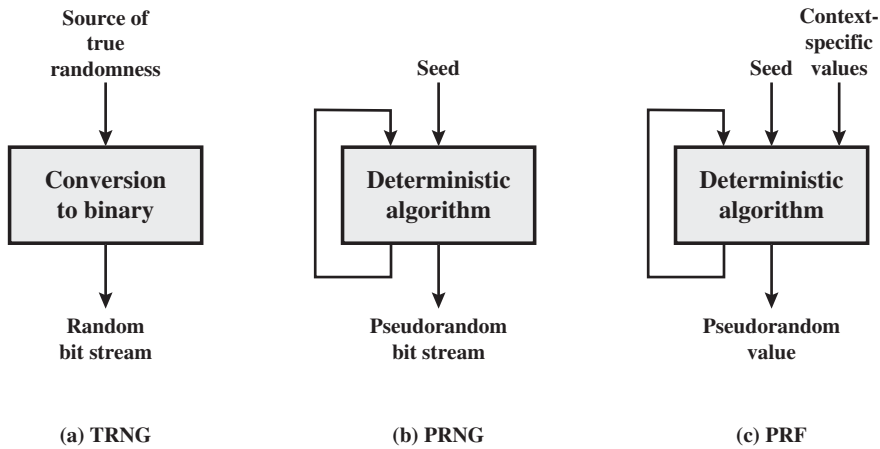 Source of
true
randomness
Conversion
to binary
Random
bit stream
(a) TRNG
Seed
Deterministic
algorithm
Pseudorandom
bit stream
(b) PRNG
Context-
specific
values
Seed
Deterministic
algorithm
Pseudorandom
value
(c) PRF